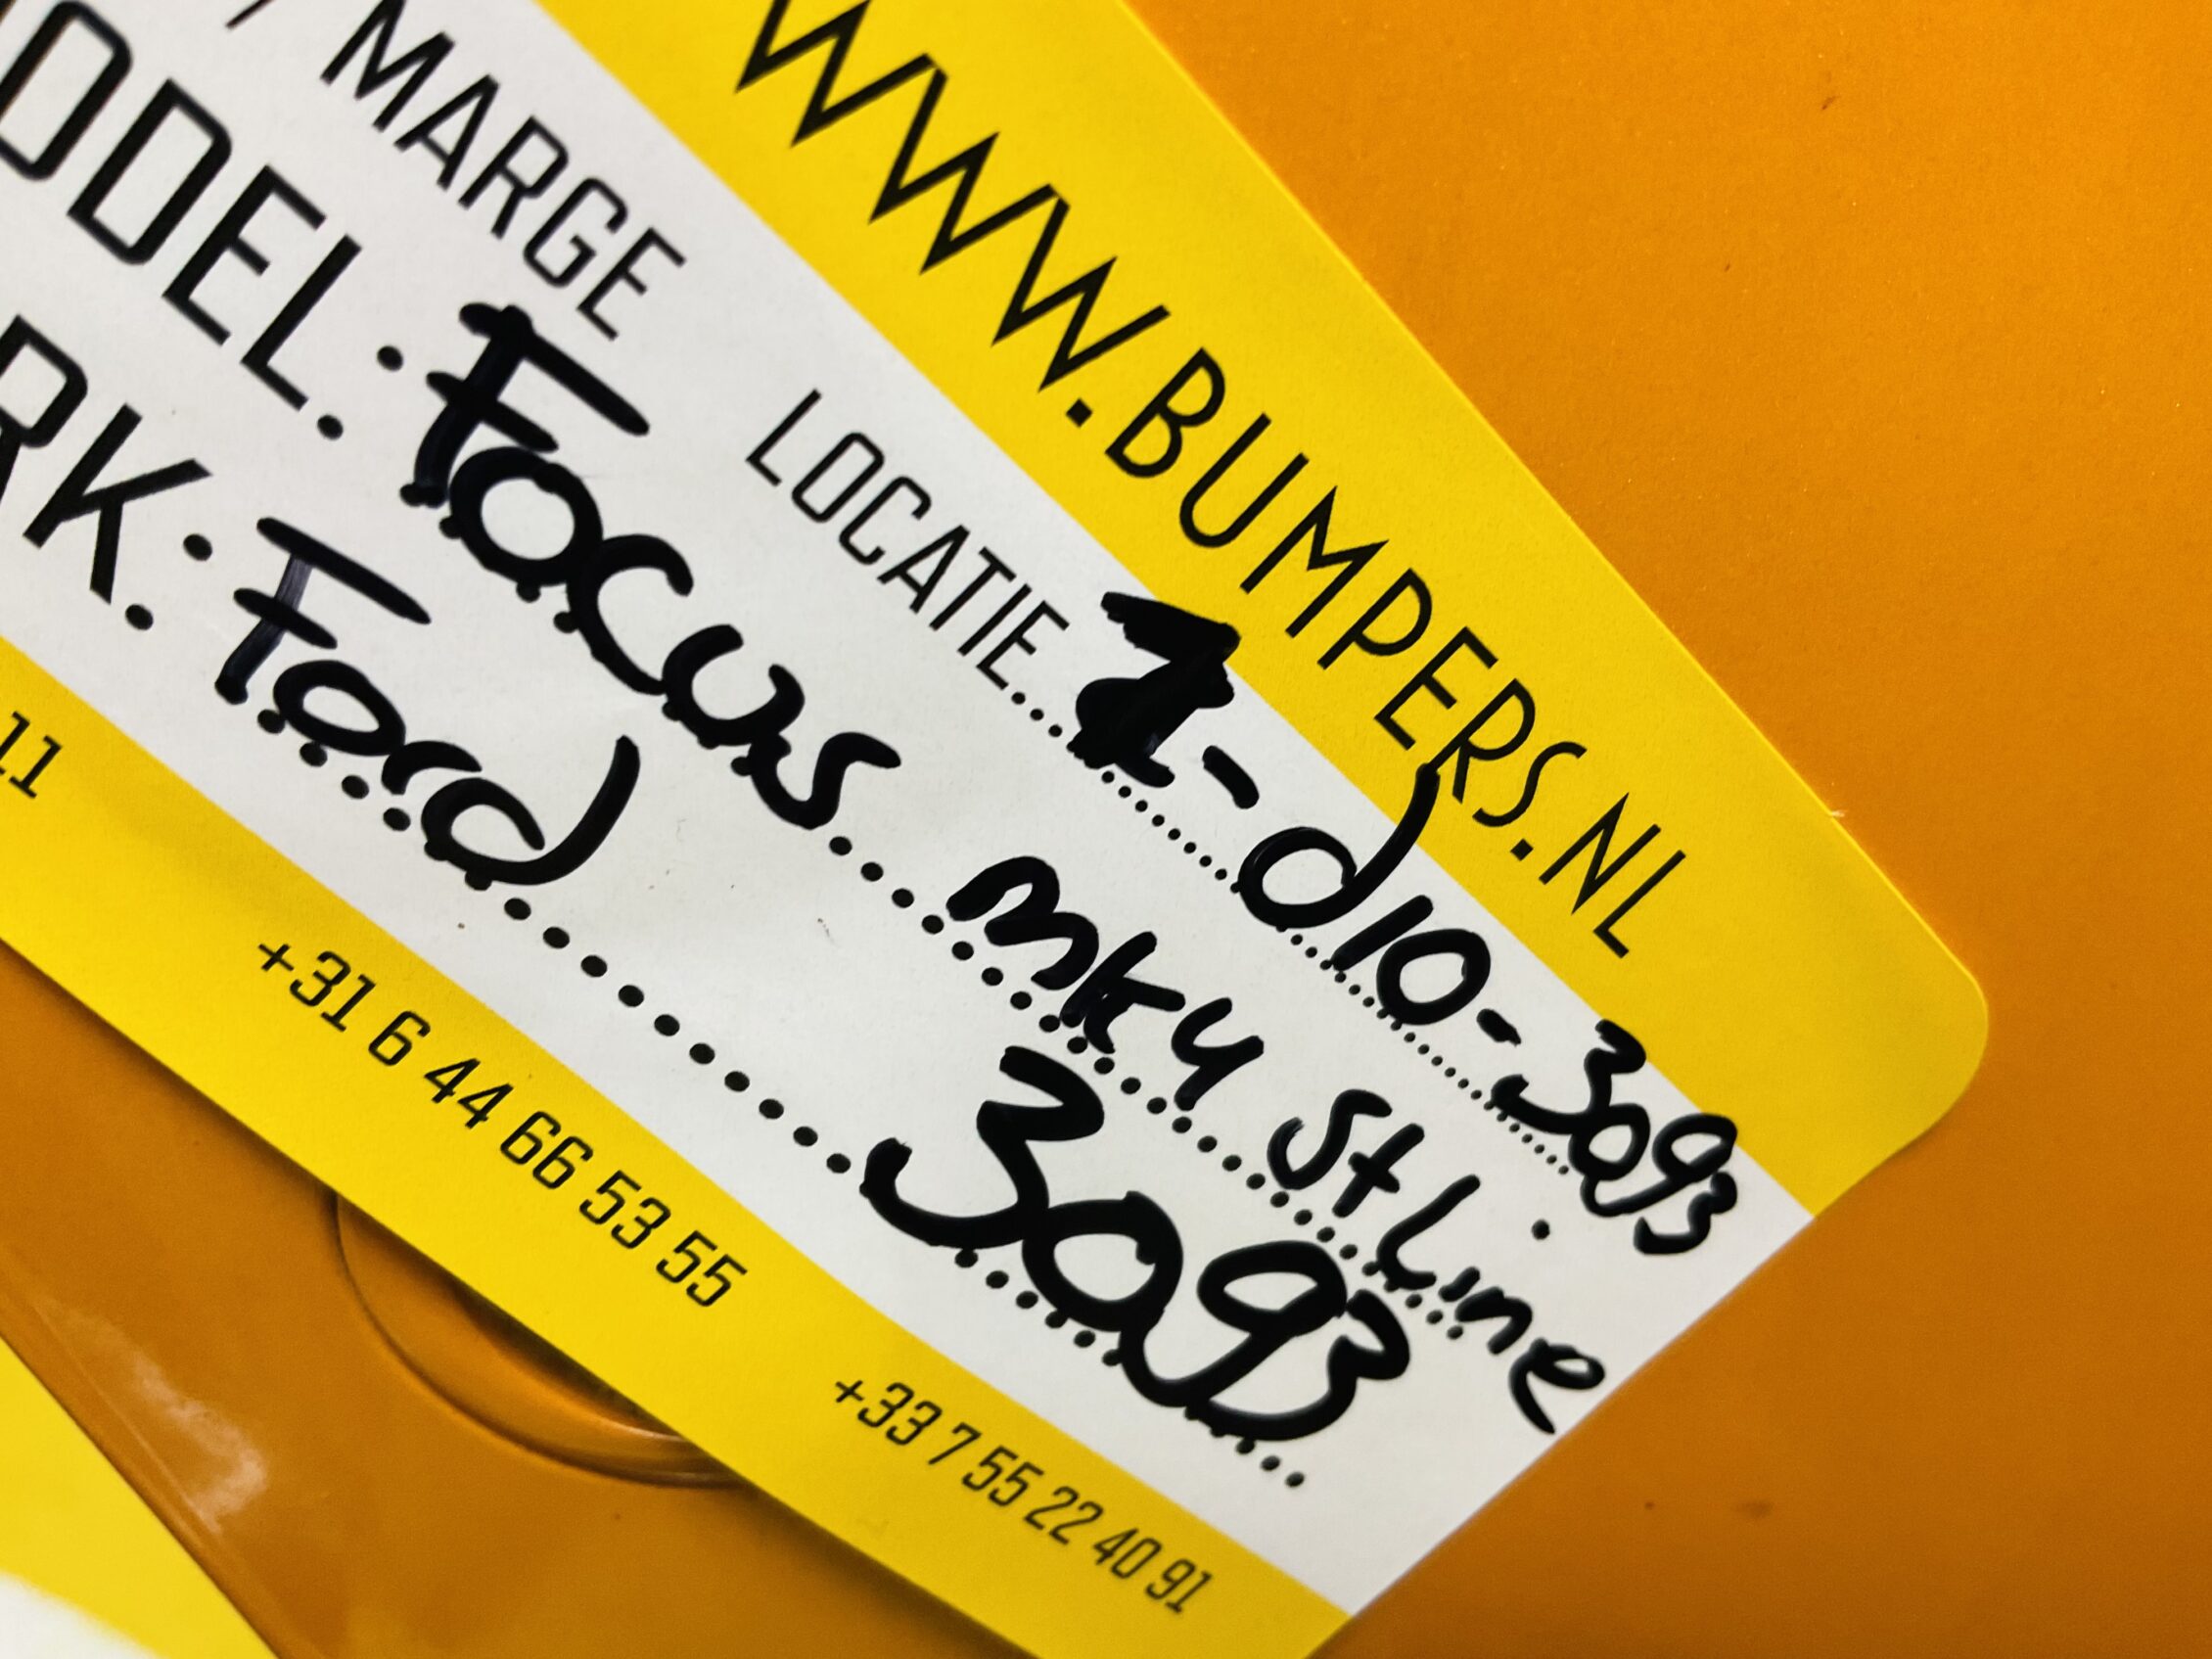 WWW.BUMPERS.NL
MARGE LOCATIE... 1-d10-3093
ODEL.: Focus mk4 St Line
RK.: Ford 3093
11 +31 6 44 66 53 55 +33 7 55 22 40 91